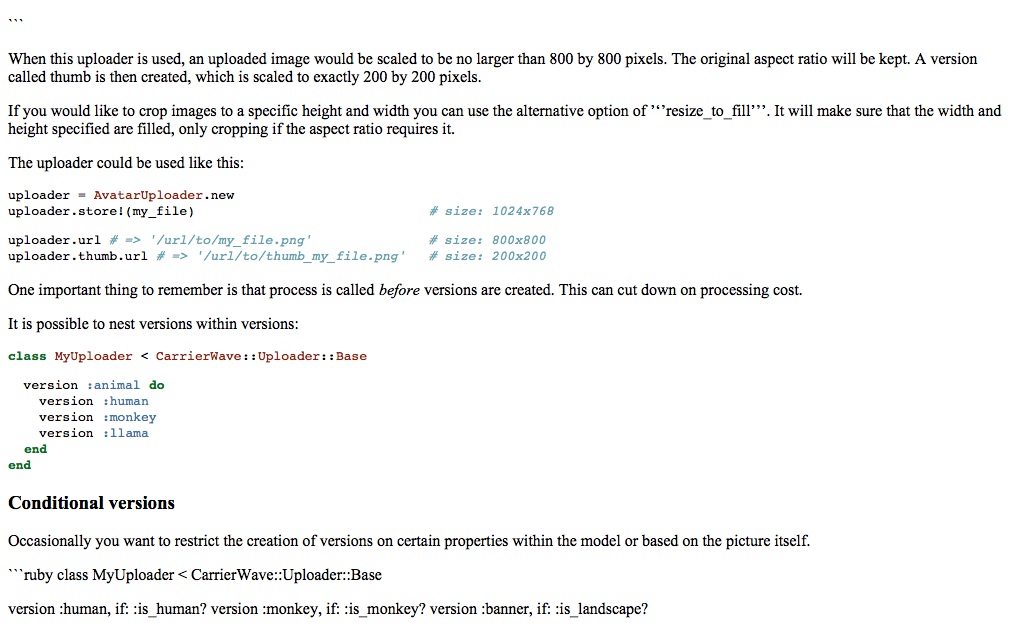 ```
When this uploader is used, an uploaded image would be scaled to be no larger than 800 by 800 pixels. The original aspect ratio will be kept. A version
called thumb is then created, which is scaled to exactly 200 by 200 pixels.
If you would like to crop images to a specific height and width you can use the alternative option of ’‘’resize_to_fill’’’. It will make sure that the width and
height specified are filled, only cropping if the aspect ratio requires it.
The uploader could be used like this:
uploader = AvatarUploader.new
uploader.store!(my_file)                              # size: 1024x768
uploader.url # => '/url/to/my_file.png'               # size: 800x800
uploader.thumb.url # => '/url/to/thumb_my_file.png'   # size: 200x200
One important thing to remember is that process is called before versions are created. This can cut down on processing cost.
It is possible to nest versions within versions:
class MyUploader < CarrierWave::Uploader::Base
  version :animal do
    version :human
    version :monkey
    version :llama
  end
end
Conditional versions
Occasionally you want to restrict the creation of versions on certain properties within the model or based on the picture itself.
```ruby class MyUploader < CarrierWave::Uploader::Base
version :human, if: :is_human? version :monkey, if: :is_monkey? version :banner, if: :is_landscape?